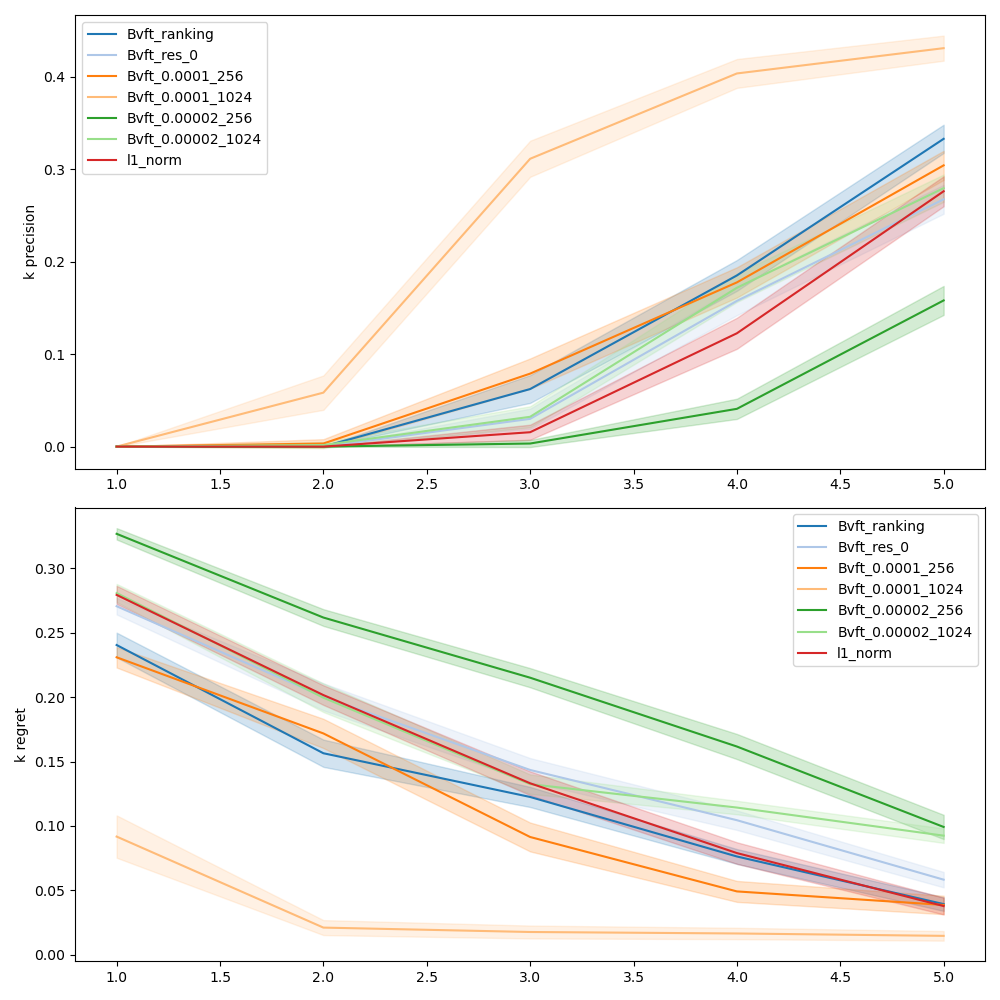 Bvft_ranking
Bvft_res_0
Bvft_0.0001_256
Bvft_0.0001_1024
Bvft_0.00002_256
Bvft_0.00002_1024
l1_norm
k precision
0.4
0.3
0.2
0.1
0.0
1.0 1.5 2.0 2.5 3.0 3.5 4.0 4.5 5.0
Bvft_ranking
Bvft_res_0
Bvft_0.0001_256
Bvft_0.0001_1024
Bvft_0.00002_256
Bvft_0.00002_1024
l1_norm
k regret
0.30
0.25
0.20
0.15
0.10
0.05
0.00
1.0 1.5 2.0 2.5 3.0 3.5 4.0 4.5 5.0